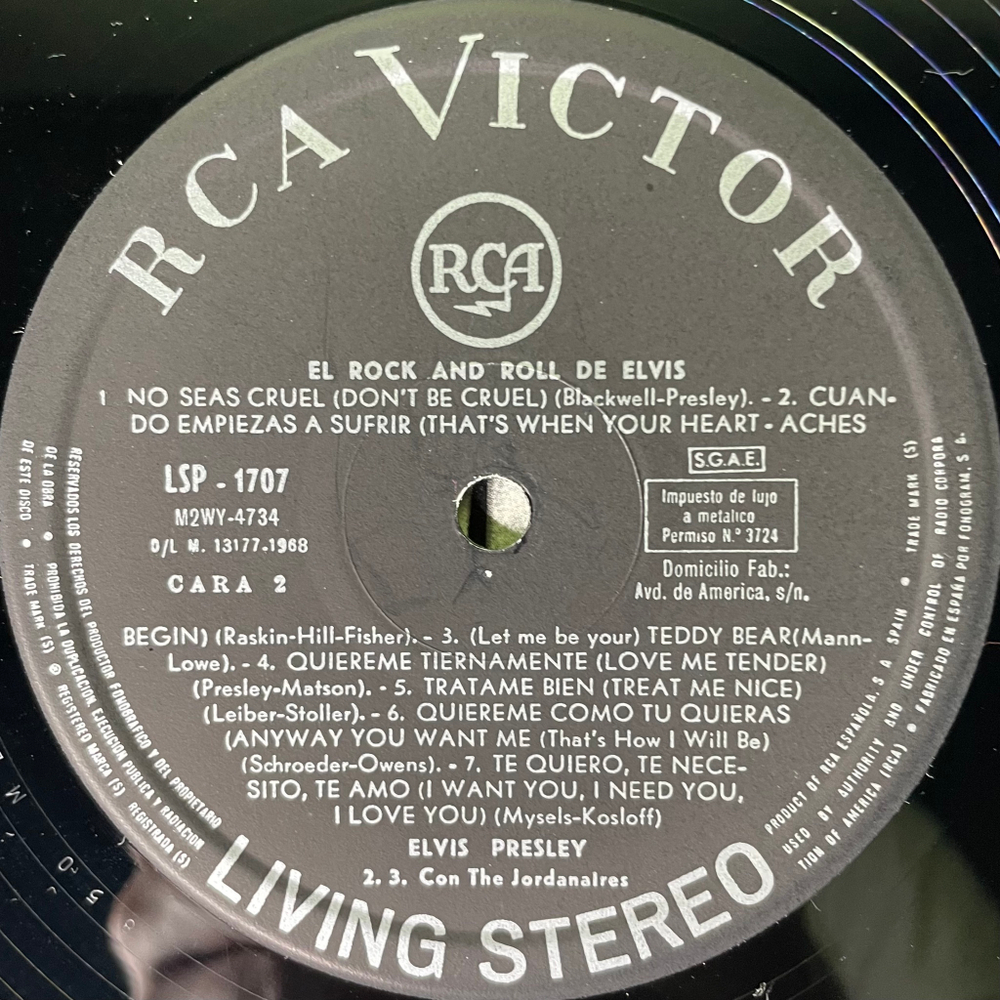 RCA VICTOR
RCA
EL ROCK AND ROLL DE ELVIS
1 NO SEAS CRUEL (DON'T BE CRUEL) (Blackwell-Presley). - 2. CUAN-
DO EMPIEZAS A SUFRIR (THAT'S WHEN YOUR HEART - ACHES
LSP - 1707
M2WY-4734
D/L M. 13177-1968
CARA 2
S.G.A.E.
Impuesto de lujo
a metalico
Permiso N.º 3724
Domicilio Fab.:
Avd. de America, s/n.
BEGIN) (Raskin-Hill-Fisher). - 3. (Let me be your) TEDDY BEAR(Mann-
Lowe). - 4. QUIEREME TIERNAMENTE (LOVE ME TENDER)
(Presley-Matson). - 5. TRATAME BIEN (TREAT ME NICE)
(Leiber-Stoller). - 6. QUIEREME COMO TU QUIERAS
(ANYWAY YOU WANT ME (That's How I Will Be)
(Schroeder-Owens). - 7. TE QUIERO, TE NECE-
SITO, TE AMO (I WANT YOU, I NEED YOU,
I LOVE YOU) (Mysels-Kosloff)
ELVIS PRESLEY
2. 3. Con The Jordanaires
LIVING STEREO
RESERVADOS LOS DERECHOS DEL PRODUCTOR FONOGRAFICO Y DEL PROPIETARIO
DE LA OBRA • PROHIBIDA LA DUPLICACION, EJECUCION PUBLICA Y RADIACION
DE ESTE DISCO • TRADE MARK (S) ® REGISTERED MARCA (S) REGISTRADA (S)
PRODUCT OF RCA ESPAÑOLA, S A SPAIN • TRADE MARK (S)
USED BY AUTHORITY AND UNDER CONTROL OF RADIO CORPORA
TION OF AMERICA (RCA) • FABRICADO EN ESPAÑA POR FONOGRAM, S A.